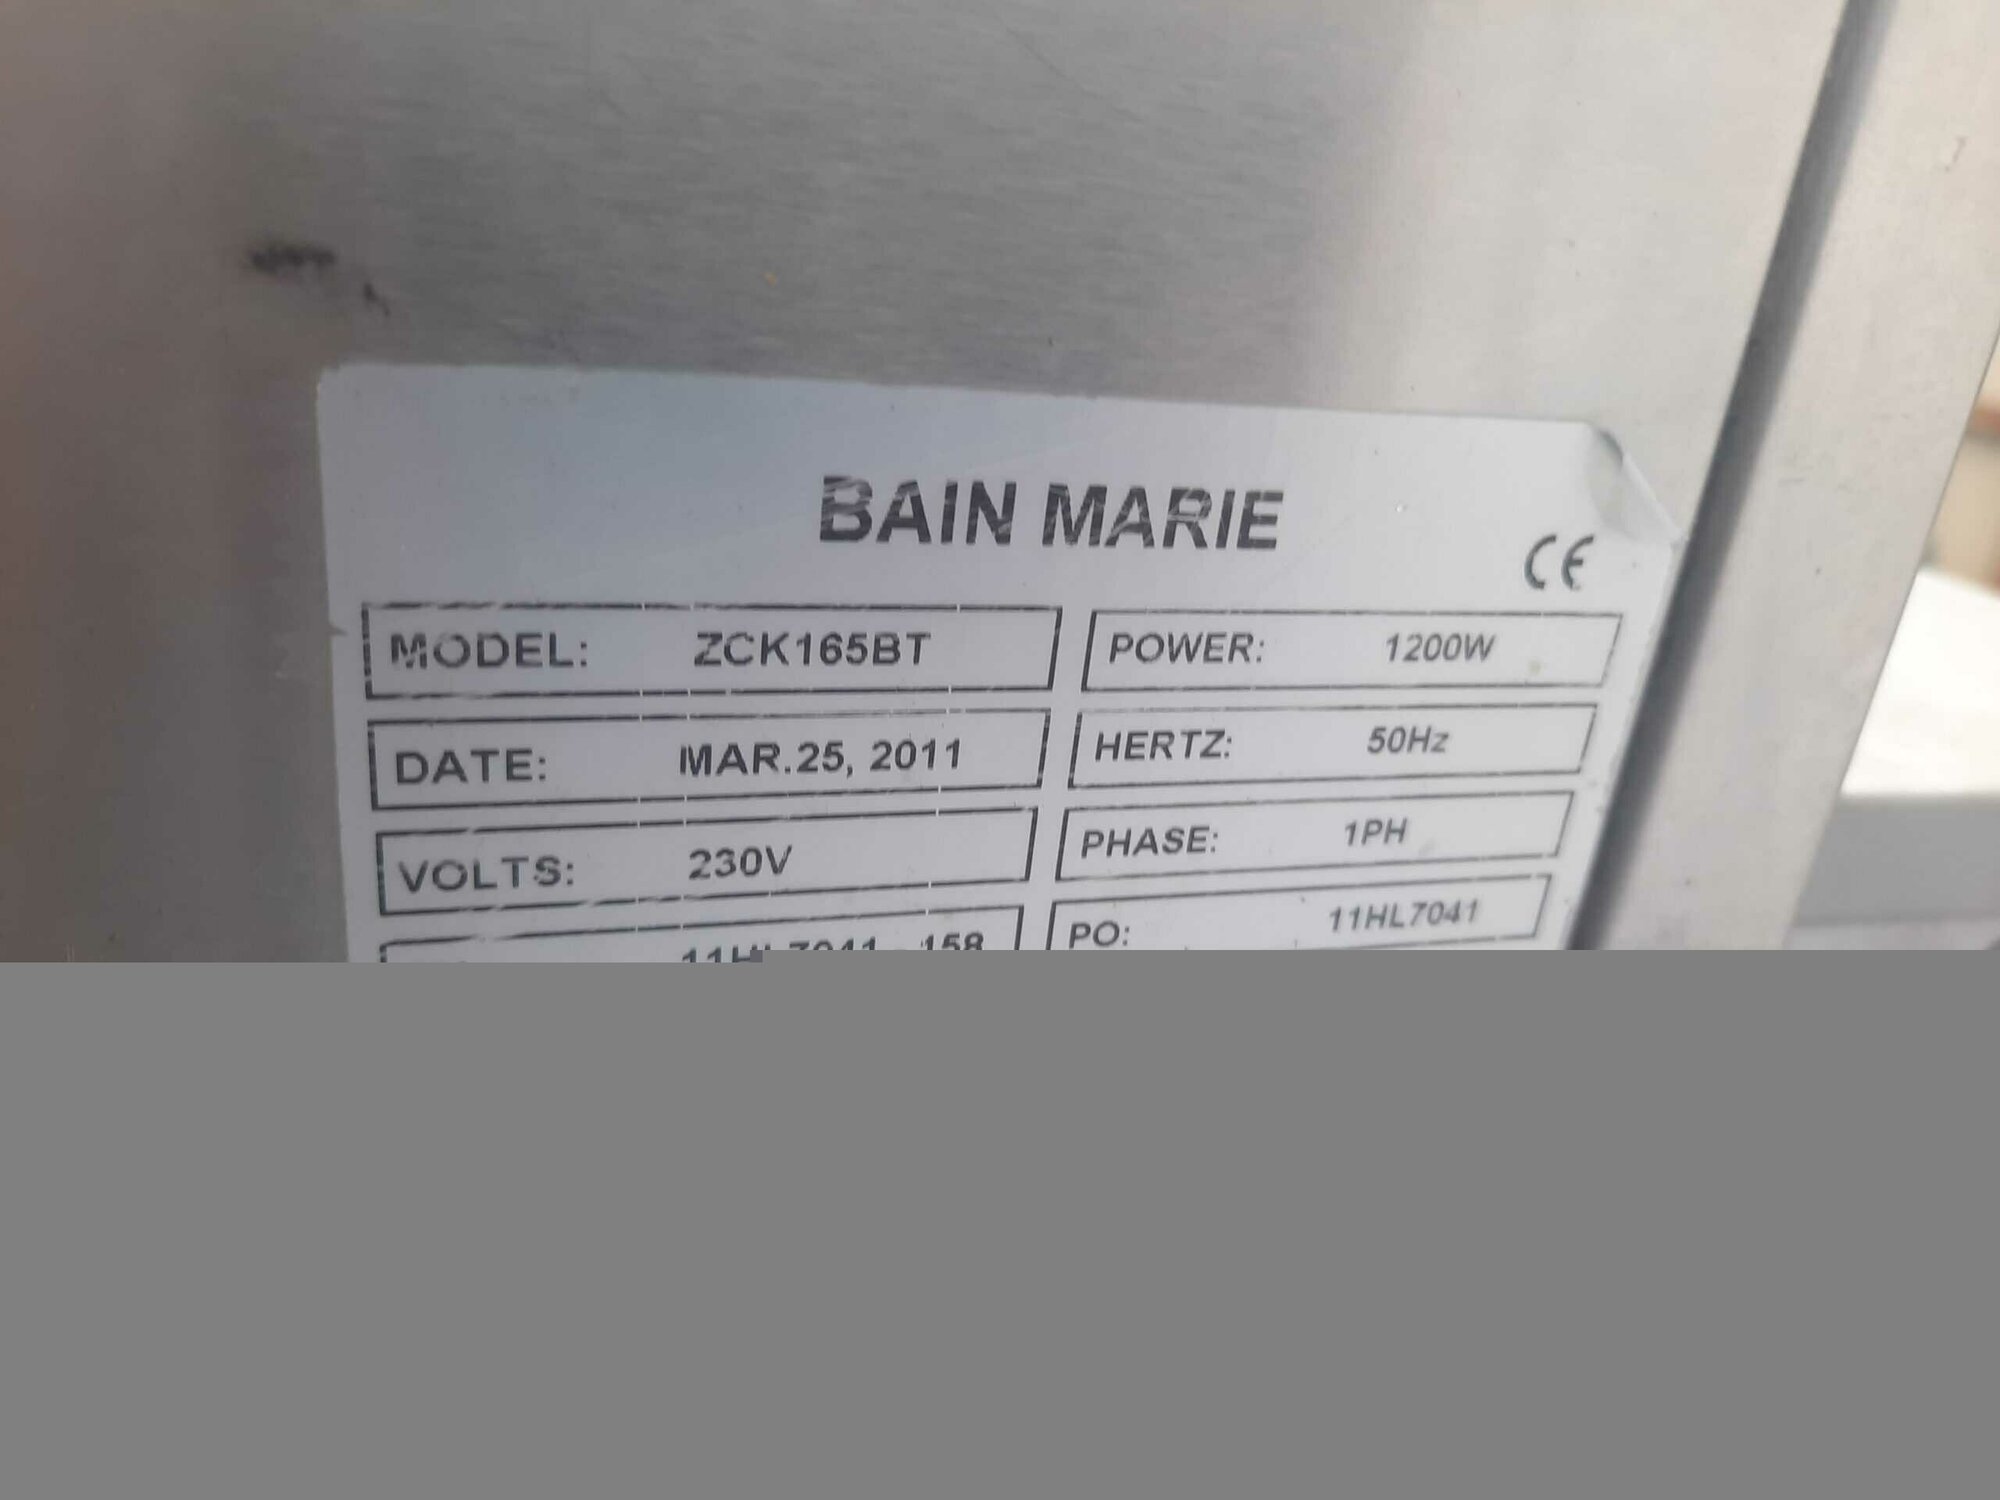 BAIN MARIE
CE
MODEL: ZCK165BT
POWER: 1200W
DATE: MAR.25, 2011
HERTZ: 50Hz
VOLTS: 230V
PHASE: 1PH
158
PO: 11HL7041